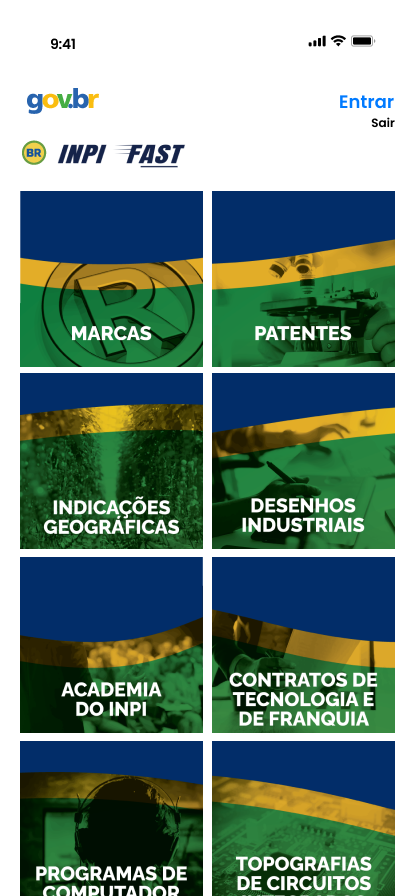 9:41
gov.br
Entrar
Sair
BR INPI FAST
MARCAS
PATENTES
INDICAÇÕES
GEOGRÁFICAS
DESENHOS
INDUSTRIAIS
ACADEMIA
DO INPI
CONTRATOS DE
TECNOLOGIA E
DE FRANQUIA
PROGRAMAS DE
COMPUTADOR
TOPOGRAFIAS
DE CIRCUITOS